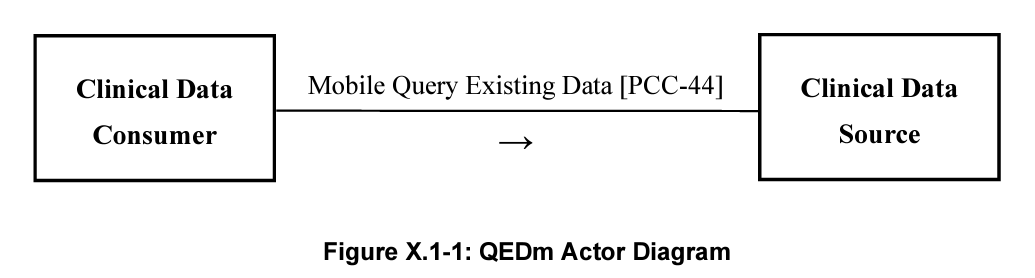 Clinical Data
Consumer
Mobile Query Existing Data [PCC-44]
→
Clinical Data
Source
Figure X.1-1: QEDm Actor Diagram